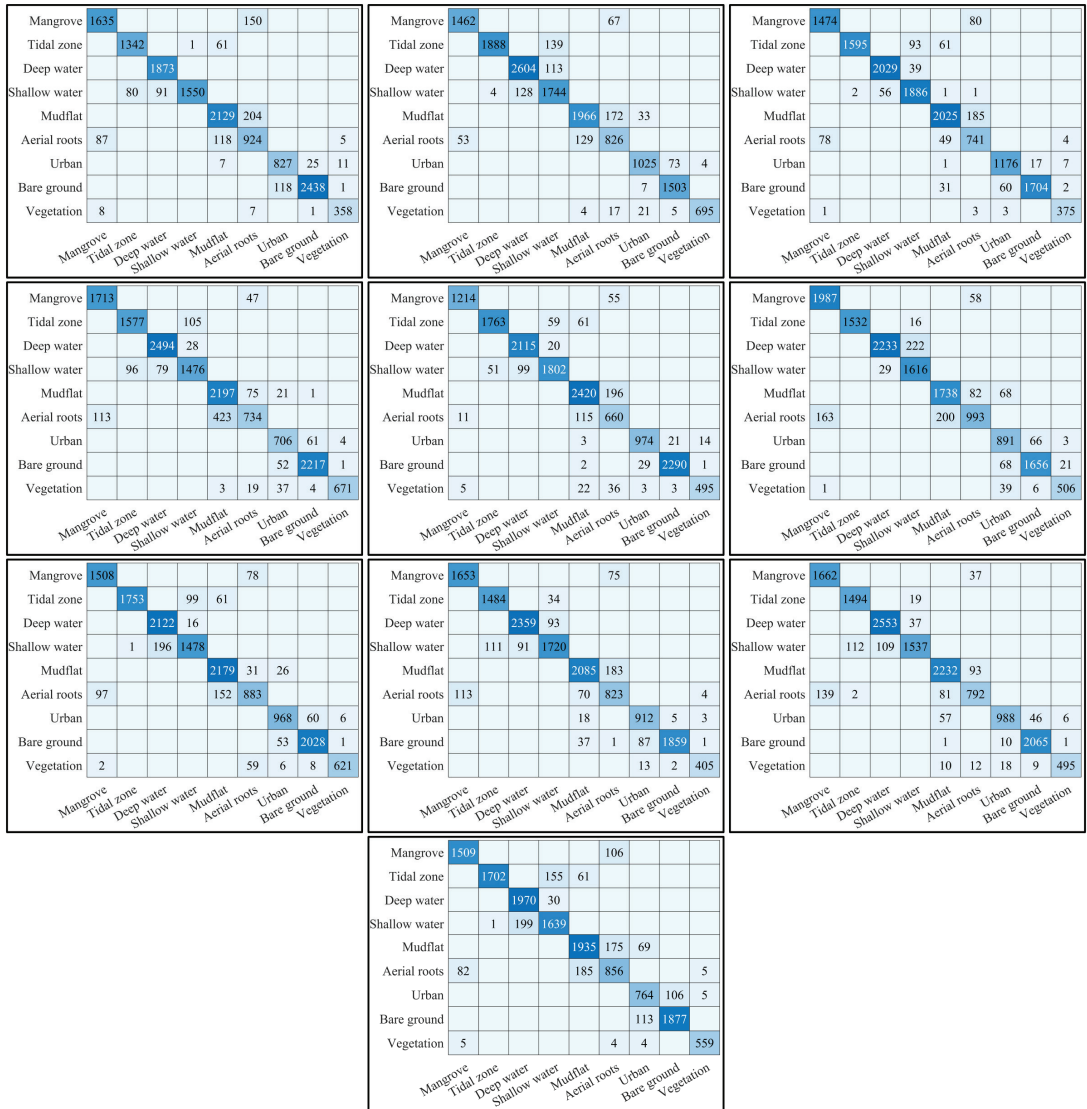 Mangrove 1635 150
Tidal zone 1342 1 61
Deep water 1873
Shallow water 80 91 1550
Mudflat 2129 204
Aerial roots 87 118 924 5
Urban 7 827 25 11
Bare ground 118 2438 1
Vegetation 8 7 1 358
Mangrove Tidal zone Deep water Shallow water Mudflat Aerial roots Urban Bare ground Vegetation
Mangrove 1462 67
Tidal zone 1888 139
Deep water 2604 113
Shallow water 4 128 1744
Mudflat 1966 172 33
Aerial roots 53 129 826
Urban 1025 73 4
Bare ground 7 1503
Vegetation 4 17 21 5 695
Mangrove Tidal zone Deep water Shallow water Mudflat Aerial roots Urban Bare ground Vegetation
Mangrove 1474 80
Tidal zone 1595 93 61
Deep water 2029 39
Shallow water 2 56 1886 1 1
Mudflat 2025 185
Aerial roots 78 49 741 4
Urban 1 1176 17 7
Bare ground 31 60 1704 2
Vegetation 1 3 3 375
Mangrove Tidal zone Deep water Shallow water Mudflat Aerial roots Urban Bare ground Vegetation
Mangrove 1713 47
Tidal zone 1577 105
Deep water 2494 28
Shallow water 96 79 1476
Mudflat 2197 75 21 1
Aerial roots 113 423 734
Urban 706 61 4
Bare ground 52 2217 1
Vegetation 3 19 37 4 671
Mangrove Tidal zone Deep water Shallow water Mudflat Aerial roots Urban Bare ground Vegetation
Mangrove 1214 55
Tidal zone 1763 59 61
Deep water 2115 20
Shallow water 51 99 1802
Mudflat 2420 196
Aerial roots 11 115 660
Urban 3 974 21 14
Bare ground 2 29 2290 1
Vegetation 5 22 36 3 3 495
Mangrove Tidal zone Deep water Shallow water Mudflat Aerial roots Urban Bare ground Vegetation
Mangrove 1987 58
Tidal zone 1532 16
Deep water 2233 222
Shallow water 29 1616
Mudflat 1738 82 68
Aerial roots 163 200 993
Urban 891 66 3
Bare ground 68 1656 21
Vegetation 1 39 6 506
Mangrove Tidal zone Deep water Shallow water Mudflat Aerial roots Urban Bare ground Vegetation
Mangrove 1508 78
Tidal zone 1753 99 61
Deep water 2122 16
Shallow water 1 196 1478
Mudflat 2179 31 26
Aerial roots 97 152 883
Urban 968 60 6
Bare ground 53 2028 1
Vegetation 2 59 6 8 621
Mangrove Tidal zone Deep water Shallow water Mudflat Aerial roots Urban Bare ground Vegetation
Mangrove 1653 75
Tidal zone 1484 34
Deep water 2359 93
Shallow water 111 91 1720
Mudflat 2085 183
Aerial roots 113 70 823 4
Urban 18 912 5 3
Bare ground 37 1 87 1859 1
Vegetation 13 2 405
Mangrove Tidal zone Deep water Shallow water Mudflat Aerial roots Urban Bare ground Vegetation
Mangrove 1662 37
Tidal zone 1494 19
Deep water 2553 37
Shallow water 112 109 1537
Mudflat 2232 93
Aerial roots 139 2 81 792
Urban 57 988 46 6
Bare ground 1 10 2065 1
Vegetation 10 12 18 9 495
Mangrove Tidal zone Deep water Shallow water Mudflat Aerial roots Urban Bare ground Vegetation
Mangrove 1509 106
Tidal zone 1702 155 61
Deep water 1970 30
Shallow water 1 199 1639
Mudflat 1935 175 69
Aerial roots 82 185 856 5
Urban 764 106 5
Bare ground 113 1877
Vegetation 5 4 4 559
Mangrove Tidal zone Deep water Shallow water Mudflat Aerial roots Urban Bare ground Vegetation